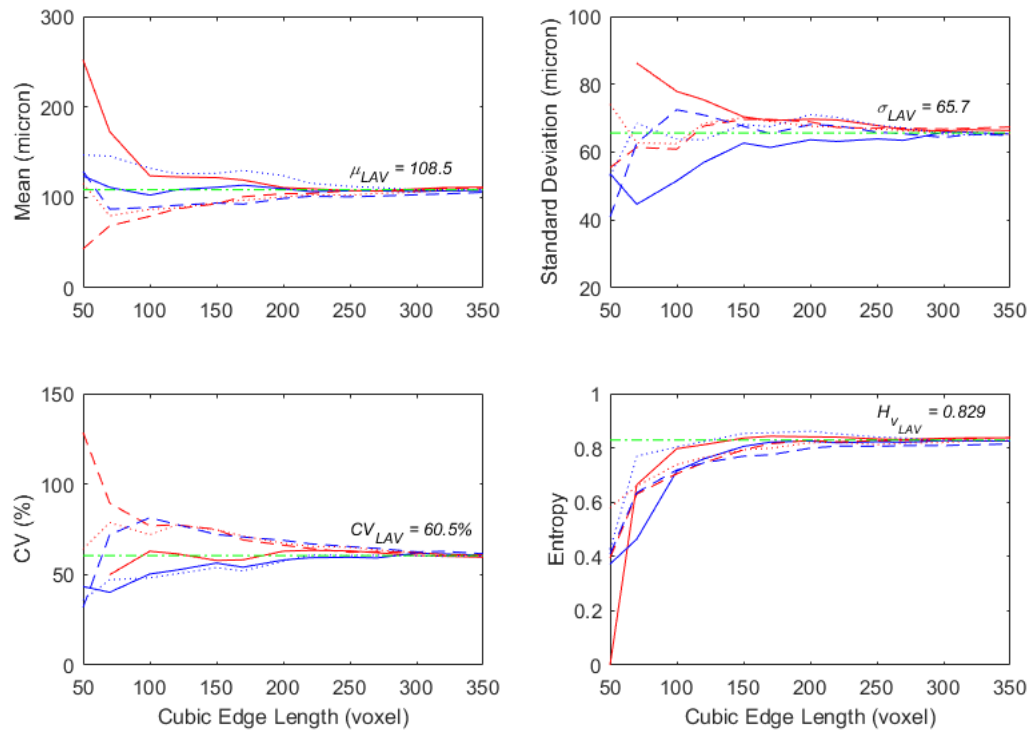 300
200
100
0
Mean (micron)
μLAV = 108.5
50 100 150 200 250 300 350
100
80
60
40
20
Standard Deviation (micron)
σLAV = 65.7
50 100 150 200 250 300 350
150
100
50
0
CV (%)
CVLAV = 60.5%
50 100 150 200 250 300 350
Cubic Edge Length (voxel)
1
0.8
0.6
0.4
0.2
0
Entropy
HvLAV = 0.829
50 100 150 200 250 300 350
Cubic Edge Length (voxel)